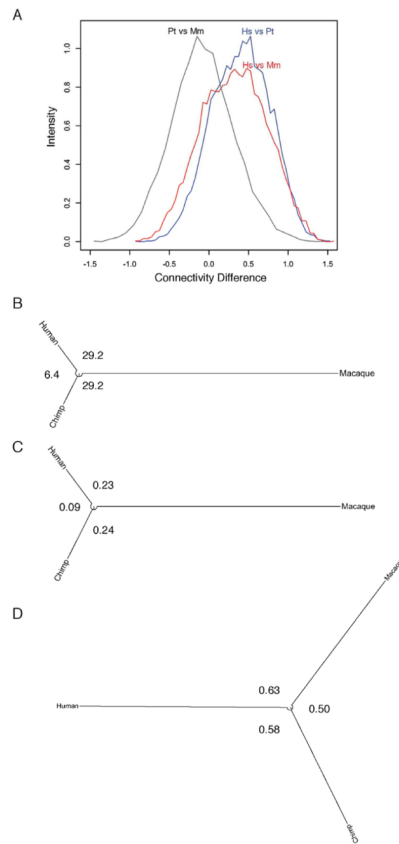 A
Pt vs Mm
Hs vs Pt
Hs vs Mm
Intensity
1.0
0.8
0.6
0.4
0.2
0.0
-1.5
-1.0
-0.5
0.0
0.5
1.0
1.5
Connectivity Difference
B
Human
29.2
6.4
Macaque
29.2
Chimp
C
Human
0.23
0.09
Macaque
0.24
Chimp
D
Macaq
0.63
Human
0.50
0.58
Chimp